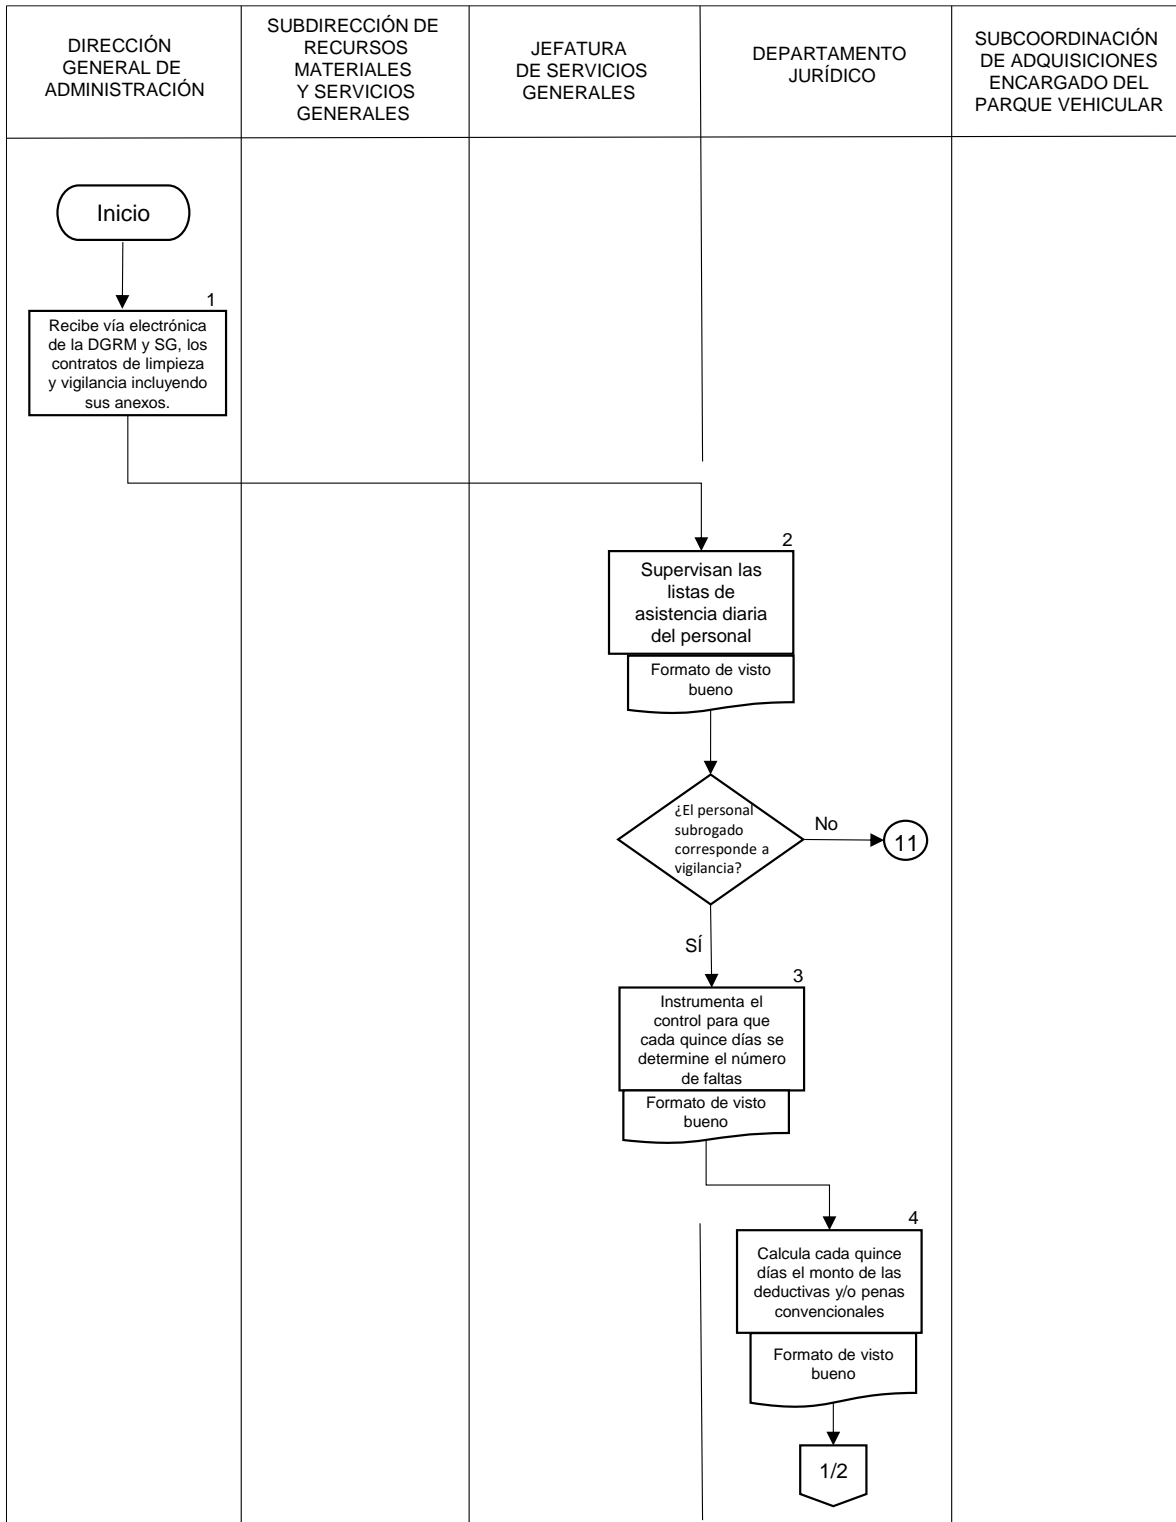 DIRECCIÓN
GENERAL DE
ADMINISTRACIÓN
SUBDIRECCIÓN DE
RECURSOS
MATERIALES
Y SERVICIOS
GENERALES
JEFATURA
DE SERVICIOS
GENERALES
DEPARTAMENTO
JURÍDICO
SUBCOORDINACIÓN
DE ADQUISICIONES
ENCARGADO DEL
PARQUE VEHICULAR
Inicio
1
Recibe vía electrónica
de la DGRM y SG, los
contratos de limpieza
y vigilancia incluyendo
sus anexos.
2
Supervisan las
listas de
asistencia diaria
del personal
Formato de visto
bueno
¿El personal
subrogado
corresponde a
vigilancia?
No
11
SÍ
3
Instrumenta el
control para que
cada quince días se
determine el número
de faltas
Formato de visto
bueno
4
Calcula cada quince
días el monto de las
deductivas y/o penas
convencionales
Formato de visto
bueno
1/2